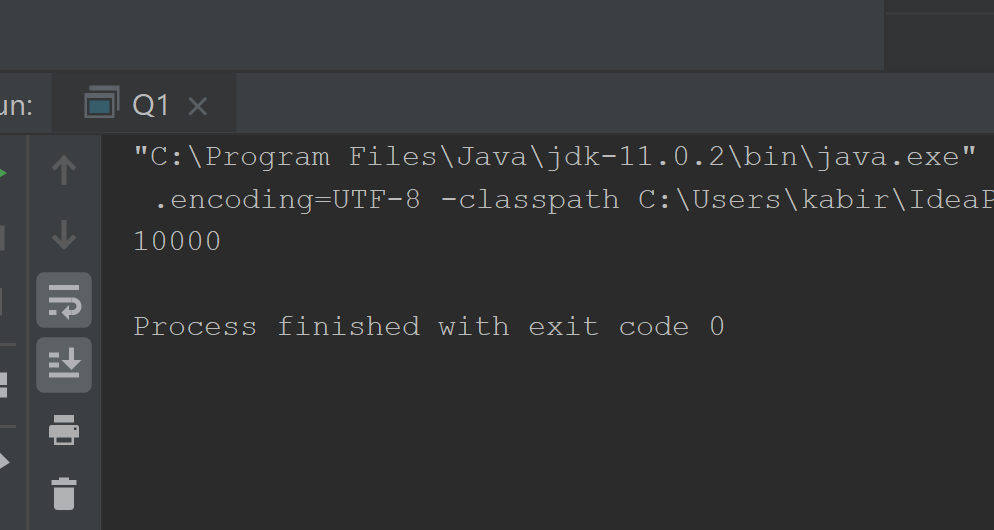 un:
Q1
"C:\Program Files\Java\jdk-11.0.2\bin\java.exe"
.encoding=UTF-8 -classpath C:\Users\kabir\IdeaP
10000
Process finished with exit code 0